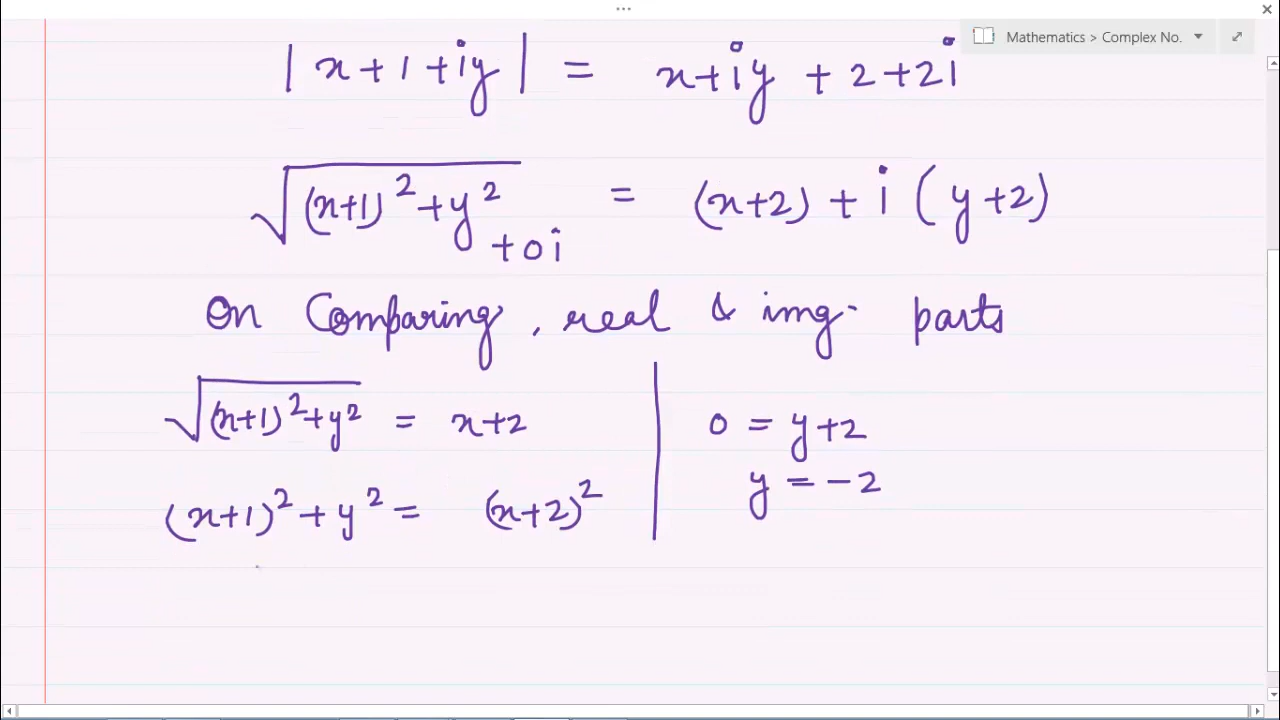 Mathematics > Complex No.
|x+1+iy| = x+iy+2+2i
√((x+1)²+y²) +0i = (x+2)+i(y+2)
On Comparing, real & img. parts
√((x+1)²+y²) = x+2
(x+1)²+y² = (x+2)²
0 = y+2
y = -2